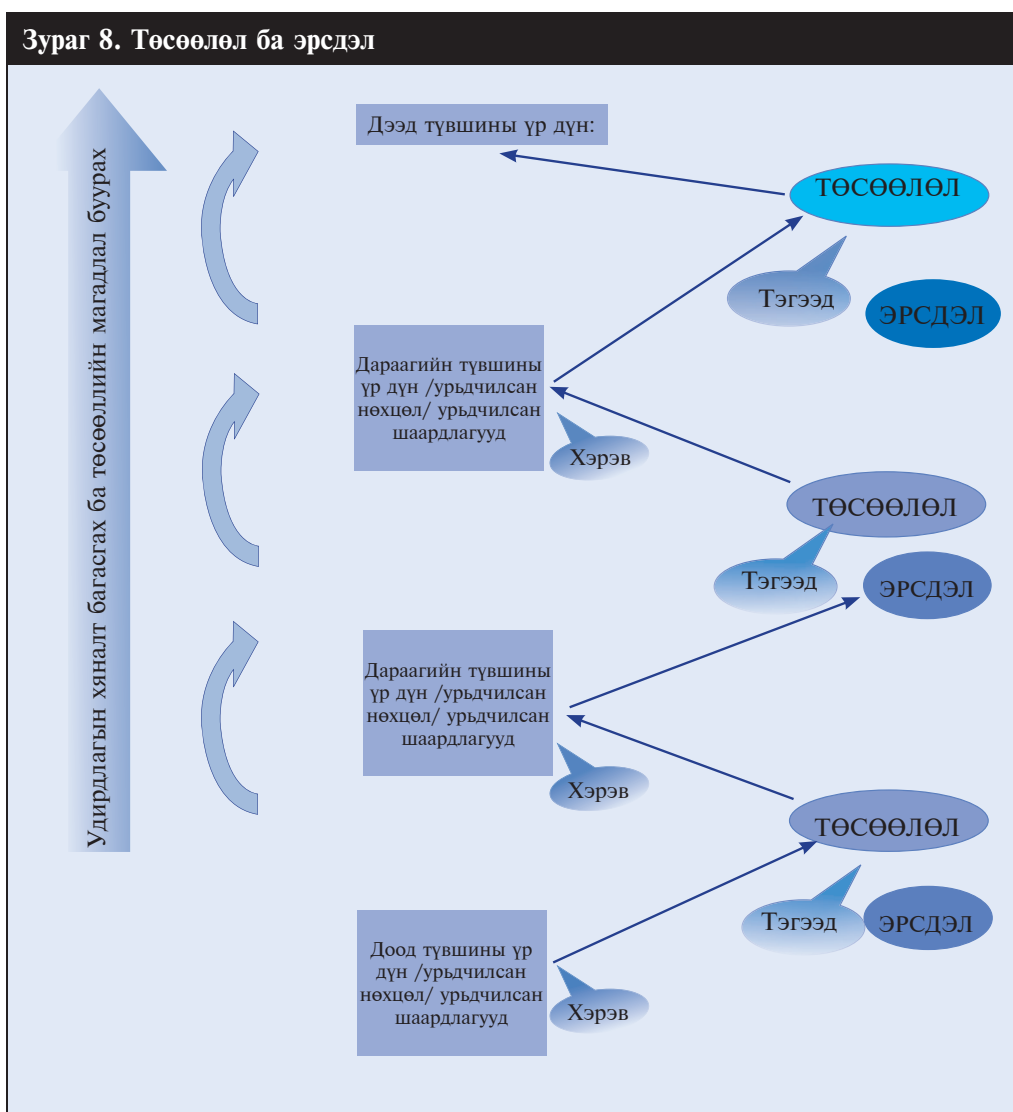 Зураг 8. Төсөөлөл ба эрсдэл
Удирдлагын хяналт багасгах ба төсөөллийн магадлал буурах
Дээд түвшины үр дүн:
ТӨСӨӨЛӨЛ
Тэгээд
ЭРСДЭЛ
Дараагийн түвшины
үр дүн /урьдчилсан
нөхцөл/ урьдчилсан
шаардлагууд
Хэрэв
ТӨСӨӨЛӨЛ
Тэгээд
ЭРСДЭЛ
Дараагийн түвшины
үр дүн /урьдчилсан
нөхцөл/ урьдчилсан
шаардлагууд
Хэрэв
ТӨСӨӨЛӨЛ
Тэгээд
ЭРСДЭЛ
Доод түвшины үр
дүн /урьдчилсан
нөхцөл/ урьдчилсан
шаардлагууд
Хэрэв